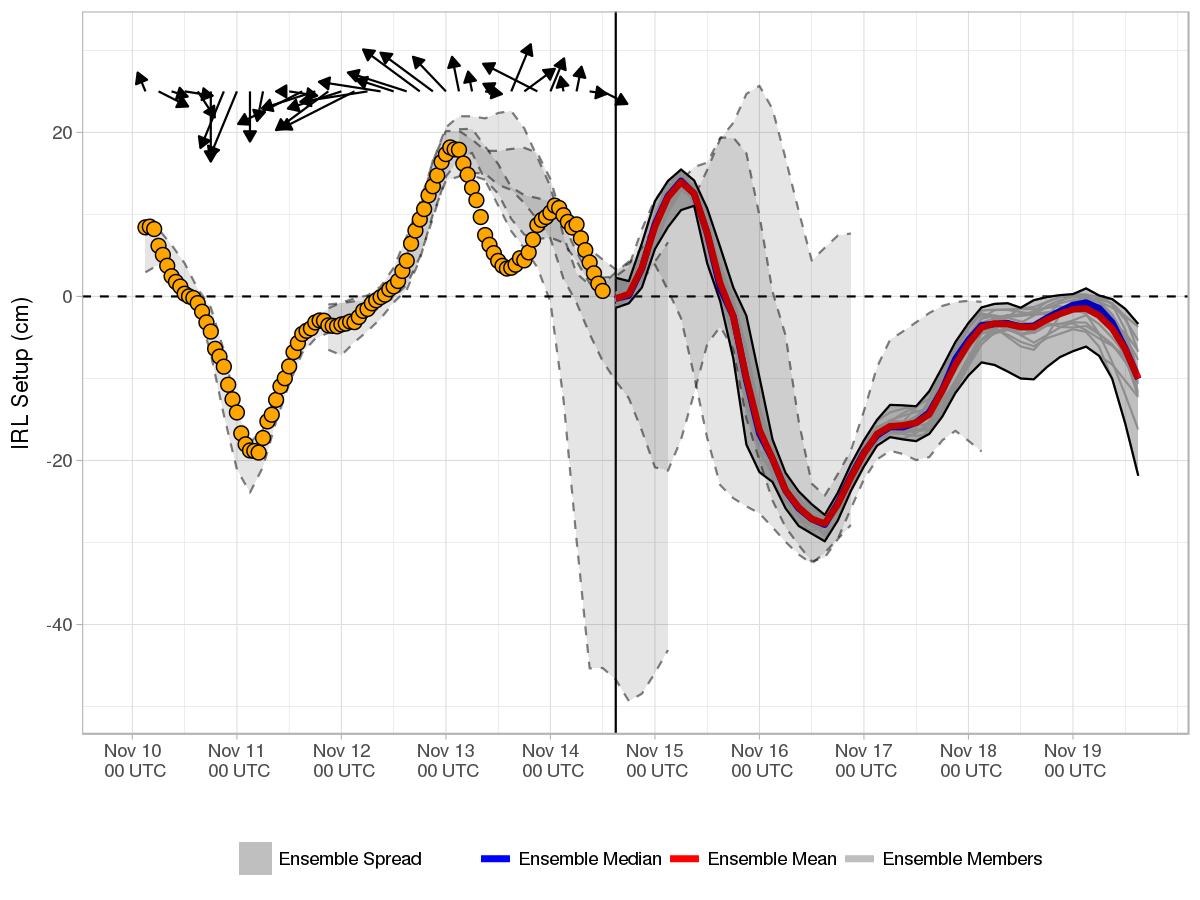 IRL Setup (cm)
20
0
-20
-40
Nov 10 Nov 11 Nov 12 Nov 13 Nov 14 Nov 15 Nov 16 Nov 17 Nov 18 Nov 19
00 UTC 00 UTC 00 UTC 00 UTC 00 UTC 00 UTC 00 UTC 00 UTC 00 UTC 00 UTC
Ensemble Spread Ensemble Median Ensemble Mean Ensemble Members